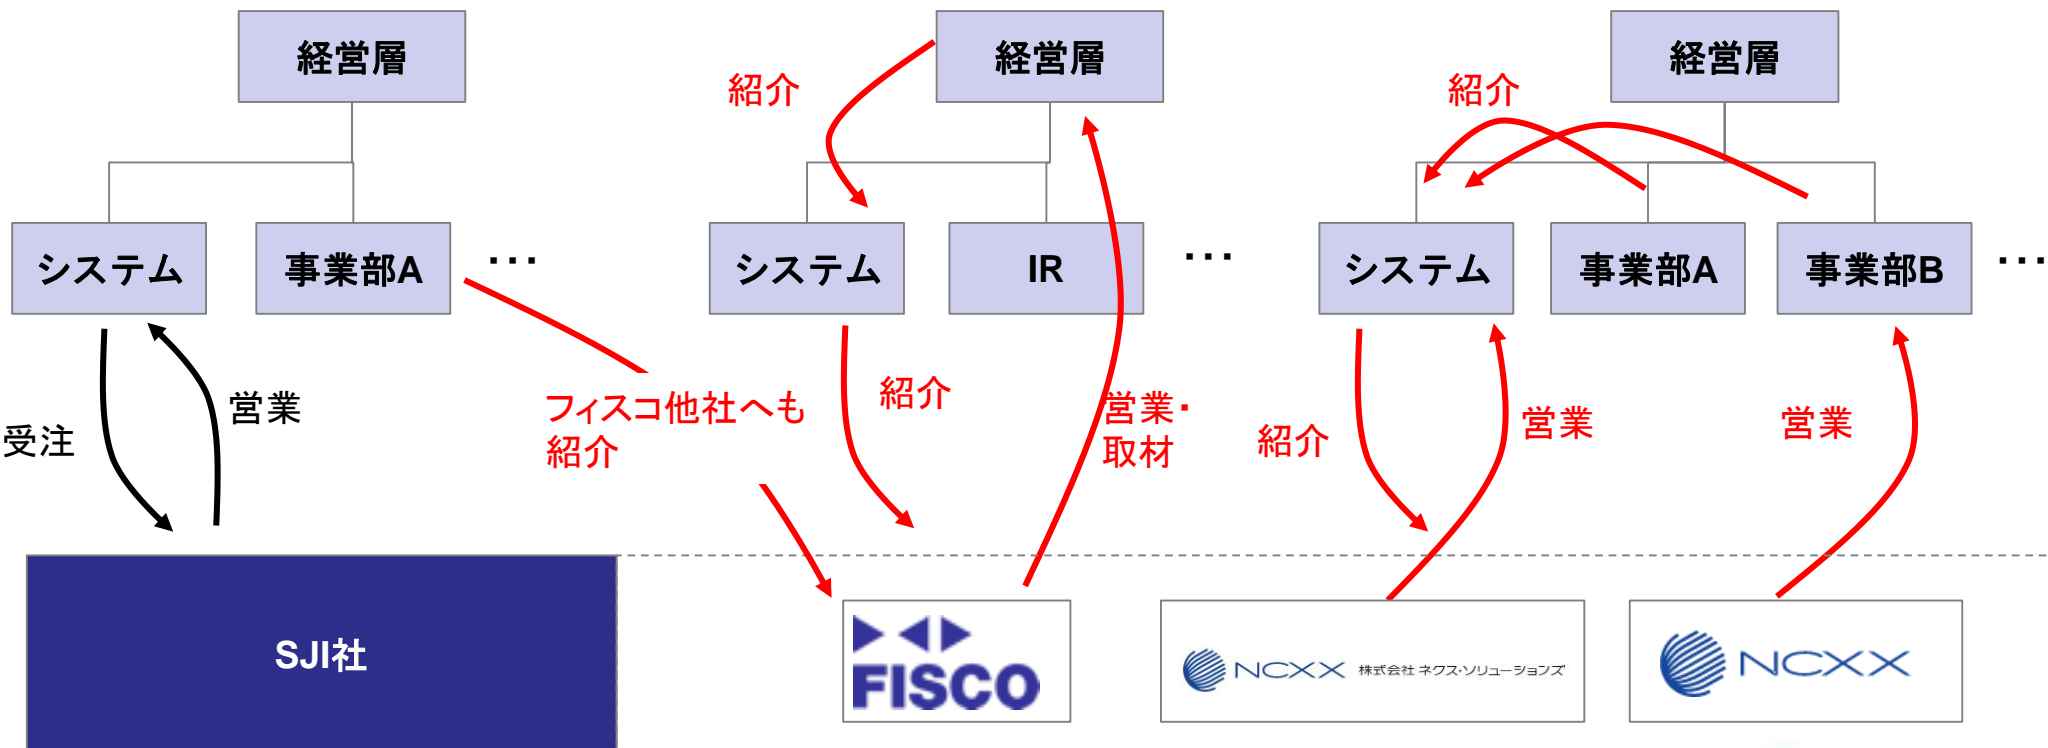 経営層
経営層
経営層
紹介
紹介
システム
事業部A
・・・
システム
IR
・・・
システム
事業部A
事業部B
・・・
受注
営業
フィスコ他社へも
紹介
紹介
営業・
取材
紹介
営業
営業
SJI社
FISCO
NCXX 株式会社 ネクス・ソリューションズ
NCXX